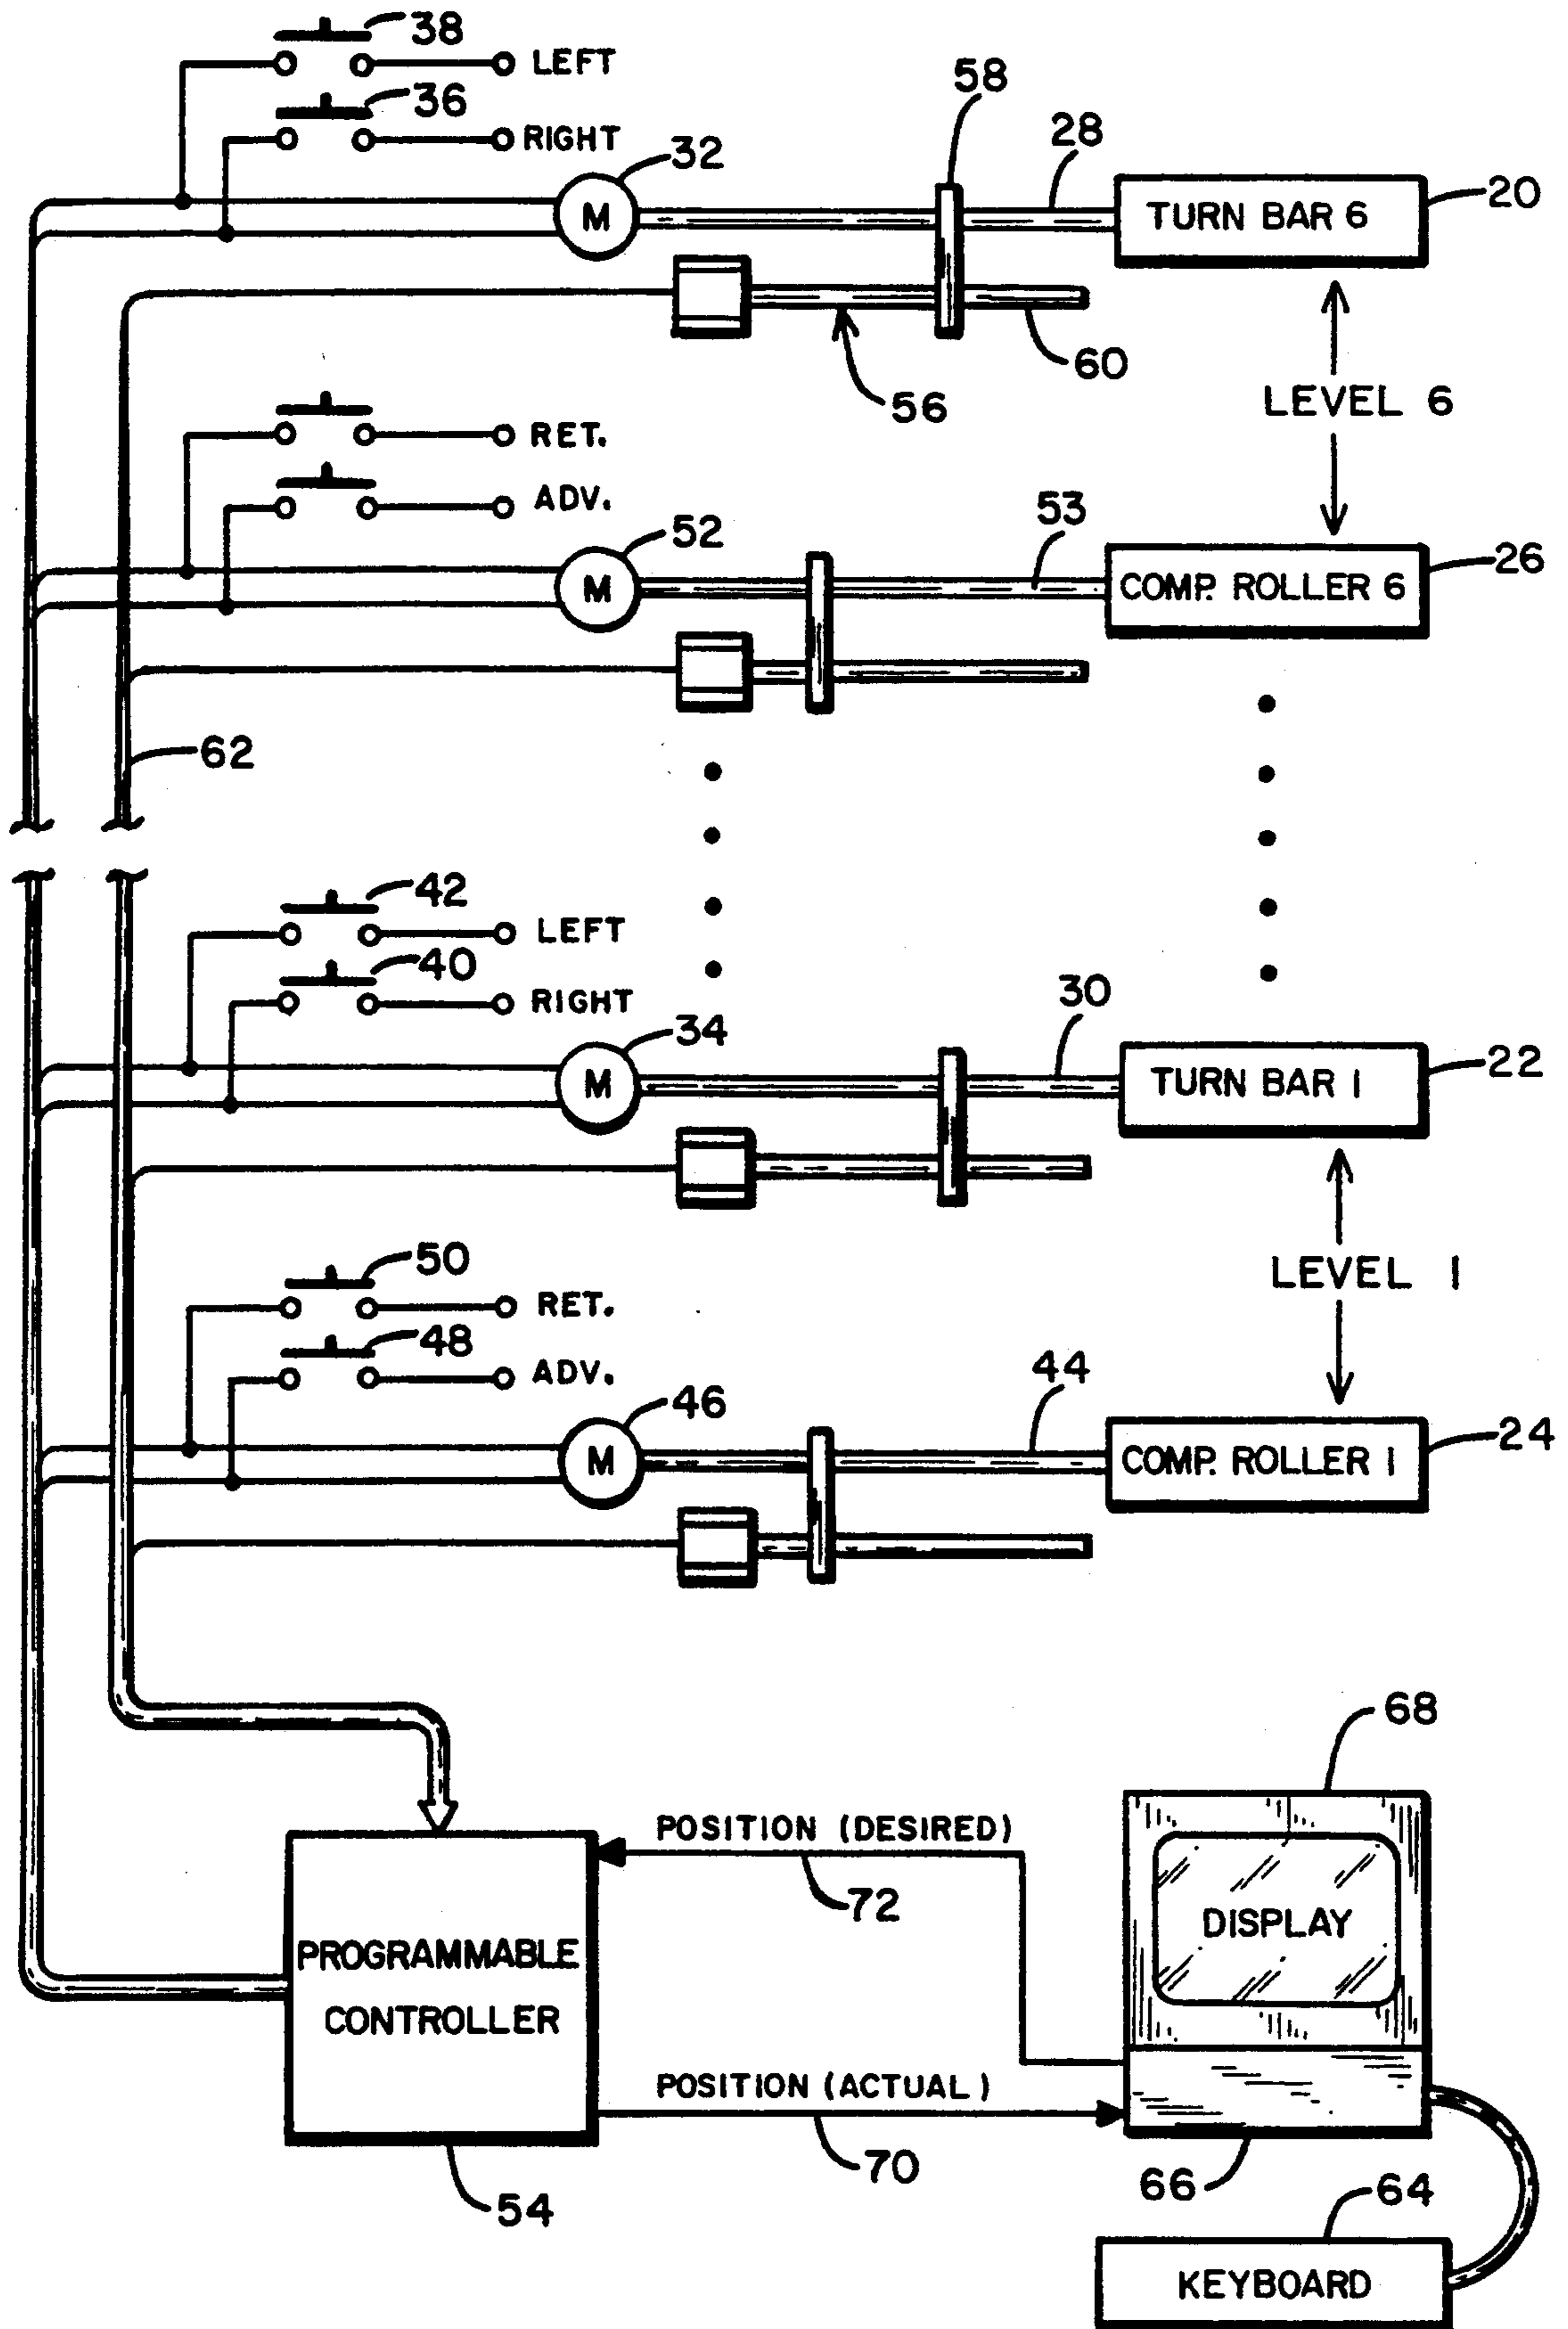 38
LEFT
36
RIGHT
32
M
58
28
TURN BAR 6
20
60
56
LEVEL 6
RET.
ADV.
52
M
53
COMP. ROLLER 6
26
62
42
LEFT
40
RIGHT
34
M
30
TURN BAR 1
22
LEVEL 1
50
RET.
48
ADV.
46
M
44
COMP. ROLLER 1
24
68
POSITION (DESIRED)
72
DISPLAY
PROGRAMMABLE
CONTROLLER
POSITION (ACTUAL)
70
66
54
64
KEYBOARD